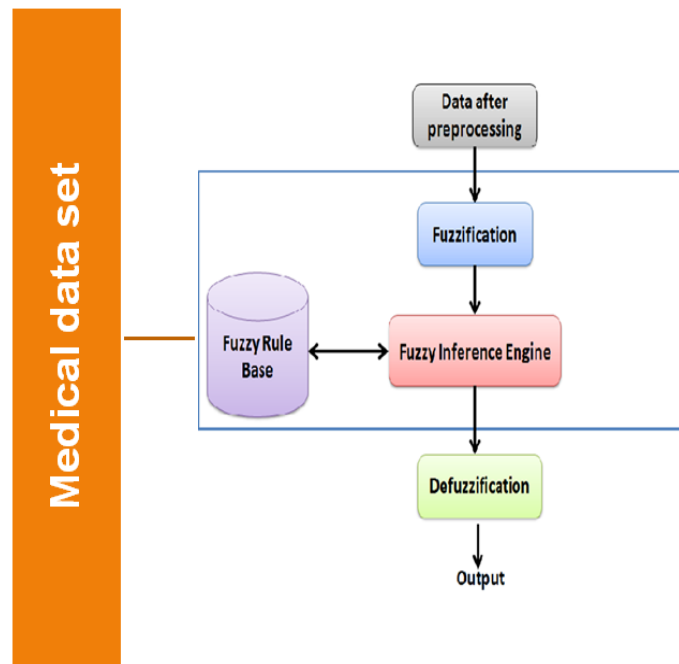 Medical data set
Data after
preprocessing
Fuzzification
Fuzzy Rule
Base
Fuzzy Inference Engine
Defuzzification
Output